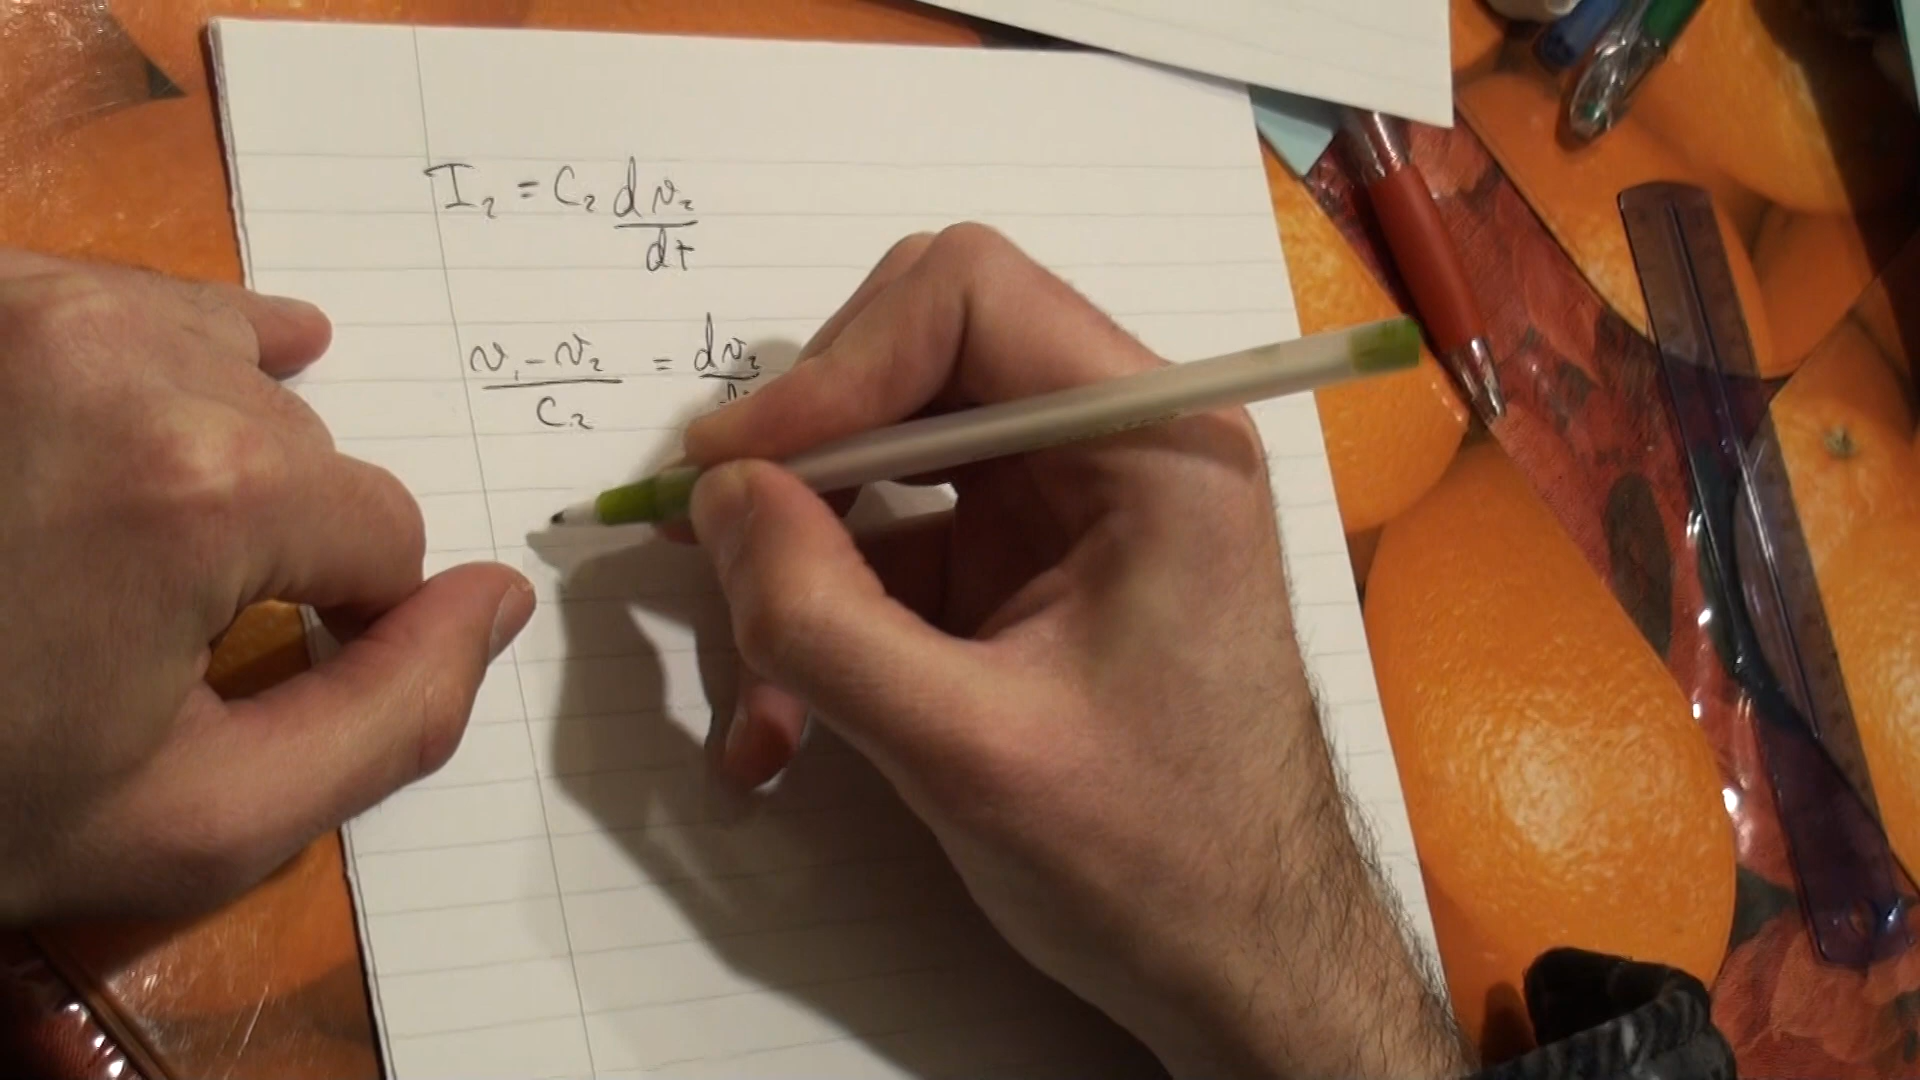 I₂ = C₂ dv₂/dt
(v₁ - v₂)/C₂ = dv₂/